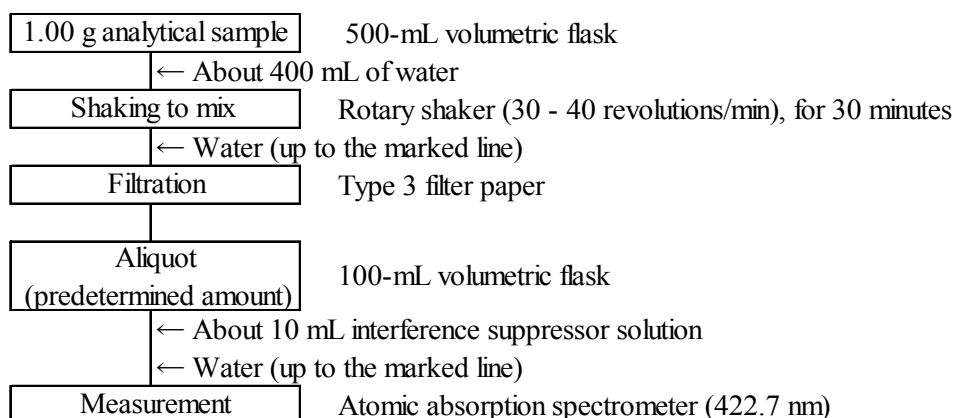 1.00 g analytical sample 500-mL volumetric flask
← About 400 mL of water
Shaking to mix Rotary shaker (30 - 40 revolutions/min), for 30 minutes
← Water (up to the marked line)
Filtration Type 3 filter paper
Aliquot
(predetermined amount) 100-mL volumetric flask
← About 10 mL interference suppressor solution
← Water (up to the marked line)
Measurement Atomic absorption spectrometer (422.7 nm)